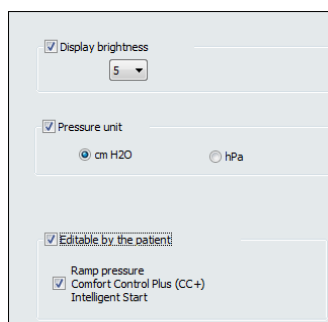 Display brightness
5
Pressure unit
cm H2O
hPa
Editable by the patient
Ramp pressure
Comfort Control Plus (CC+)
Intelligent Start